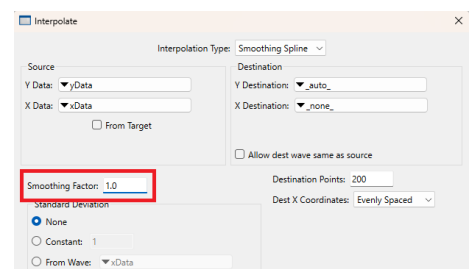 Interpolate
Interpolation Type: Smoothing Spline
Source
Y Data: yData
X Data: xData
From Target
Destination
Y Destination: _auto_
X Destination: _none_
Allow dest wave same as source
Smoothing Factor: 1.0
Destination Points: 200
Dest X Coordinates: Evenly Spaced
Standard Deviation
None
Constant: 1
From Wave: xData